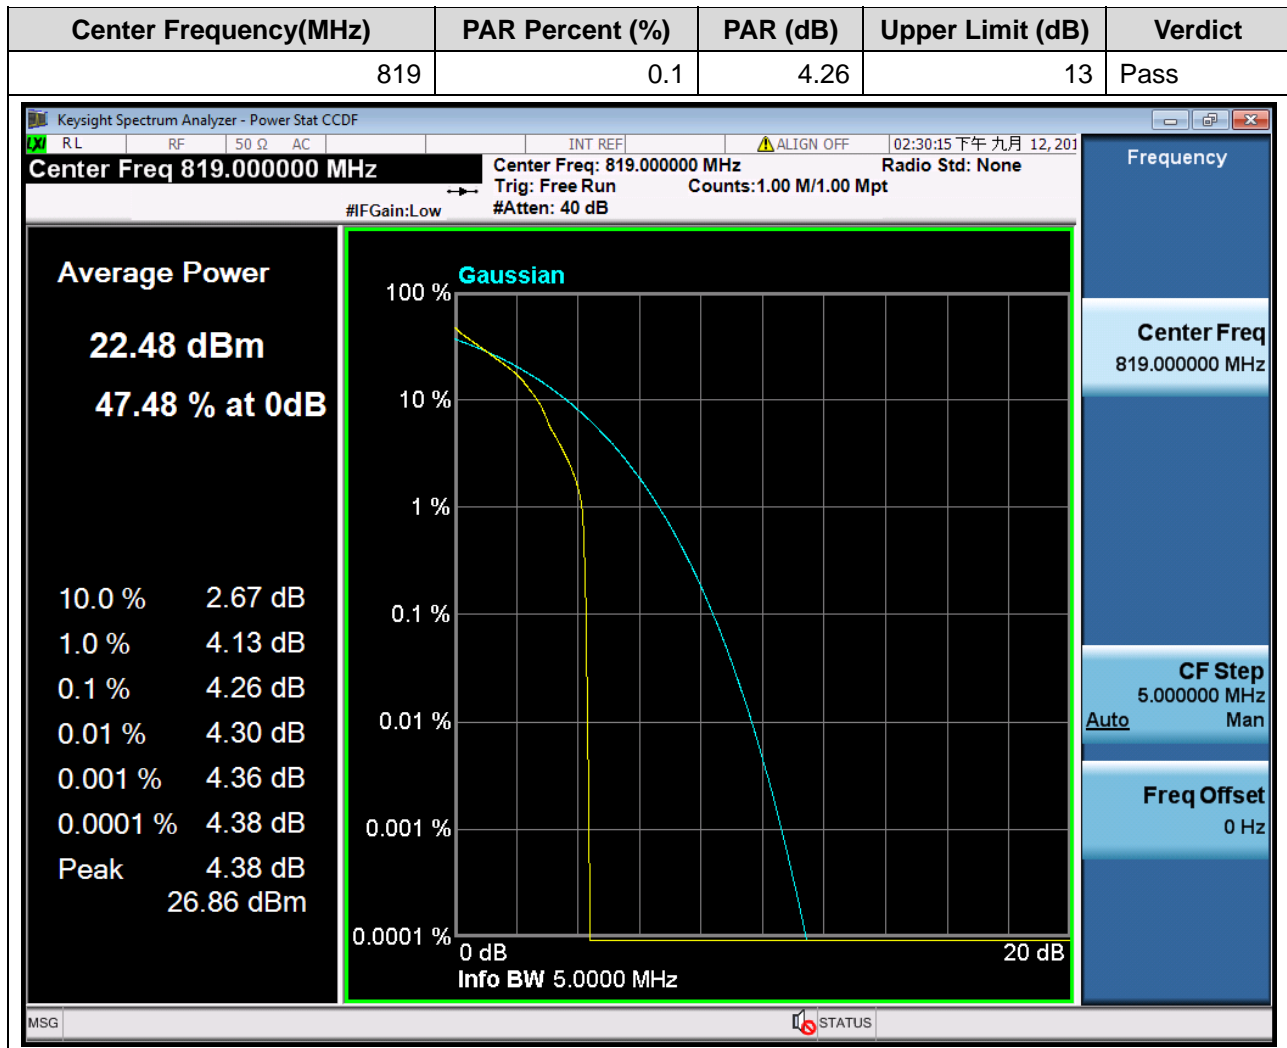 Center Frequency(MHz) PAR Percent (%) PAR (dB) Upper Limit (dB) Verdict
819 0.1 4.26 13 Pass
Keysight Spectrum Analyzer - Power Stat CCDF
LXI RL RF 50 Ω AC INT REF ALIGN OFF 02:30:15 下午 九月 12, 201
Center Freq 819.000000 MHz
Center Freq: 819.000000 MHz Radio Std: None
Trig: Free Run Counts:1.00 M/1.00 Mpt
#IFGain:Low #Atten: 40 dB
Frequency
Center Freq
819.000000 MHz
CF Step
5.000000 MHz
Auto Man
Freq Offset
0 Hz
Average Power
22.48 dBm
47.48 % at 0dB
10.0 % 2.67 dB
1.0 % 4.13 dB
0.1 % 4.26 dB
0.01 % 4.30 dB
0.001 % 4.36 dB
0.0001 % 4.38 dB
Peak 4.38 dB
26.86 dBm
Gaussian
100 %
10 %
1 %
0.1 %
0.01 %
0.001 %
0.0001 %
0 dB 20 dB
Info BW 5.0000 MHz
MSG STATUS